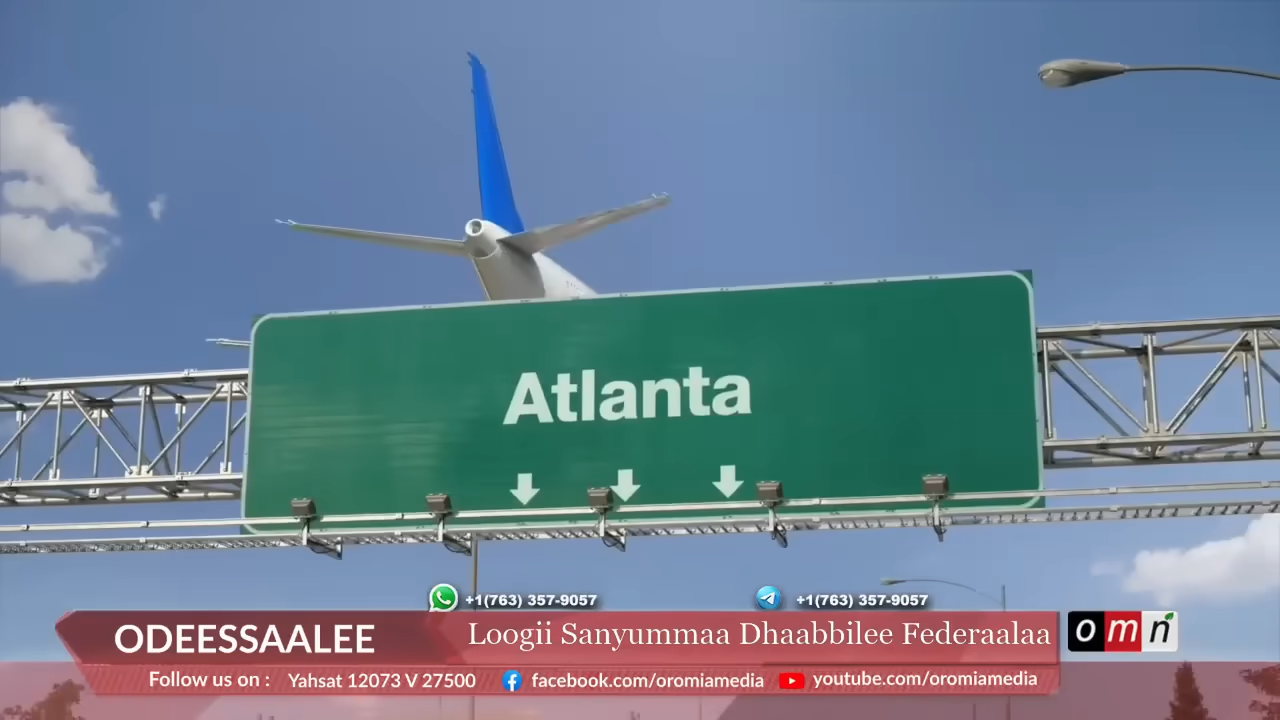 Atlanta
+1(763) 357-9057
+1(763) 357-9057
ODEESSAALEE
Loogii Sanyummaa Dhaabbilee Federaalaa
omn
Follow us on : Yahsat 12073 V 27500 facebook.com/oromiamedia youtube.com/oromiamedia